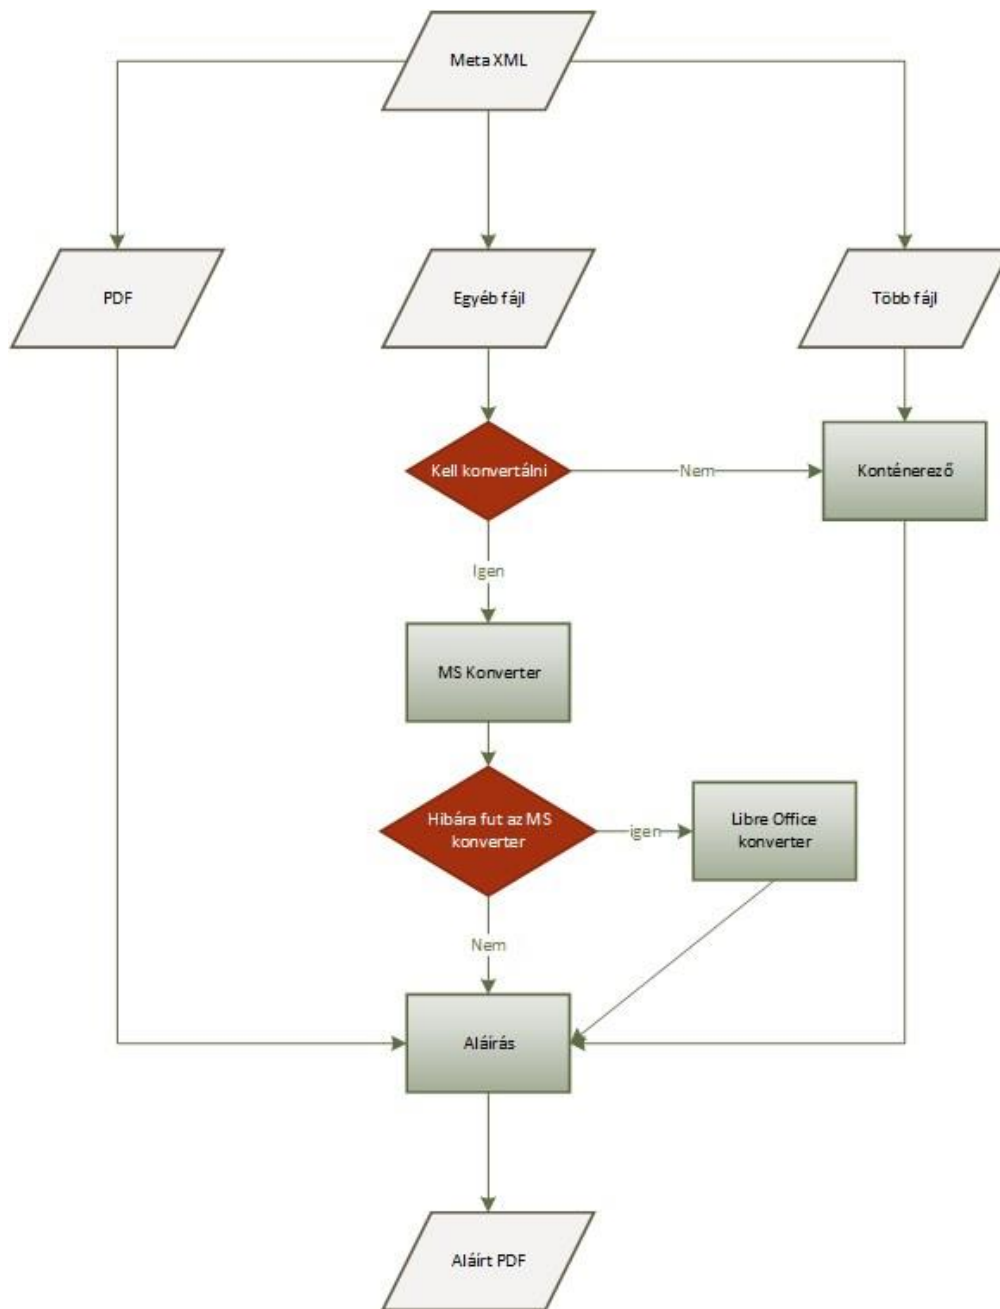 Meta XML
PDF
Egyéb fájl
Több fájl
Kell konvertálni
Nem
Konténerező
Igen
MS Konverter
Hibára fut az MS
konverter
igen
Libre Office
konverter
Nem
Aláírás
Aláírt PDF